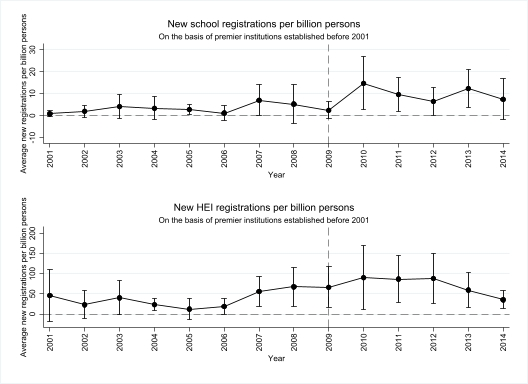 New school registrations per billion persons
On the basis of premier institutions established before 2001
Average new registrations per billion persons
30
20
10
0
-10
2001 2002 2003 2004 2005 2006 2007 2008 2009 2010 2011 2012 2013 2014
Year
New HEI registrations per billion persons
On the basis of premier institutions established before 2001
Average new registrations per billion persons
200
150
100
50
0
2001 2002 2003 2004 2005 2006 2007 2008 2009 2010 2011 2012 2013 2014
Year